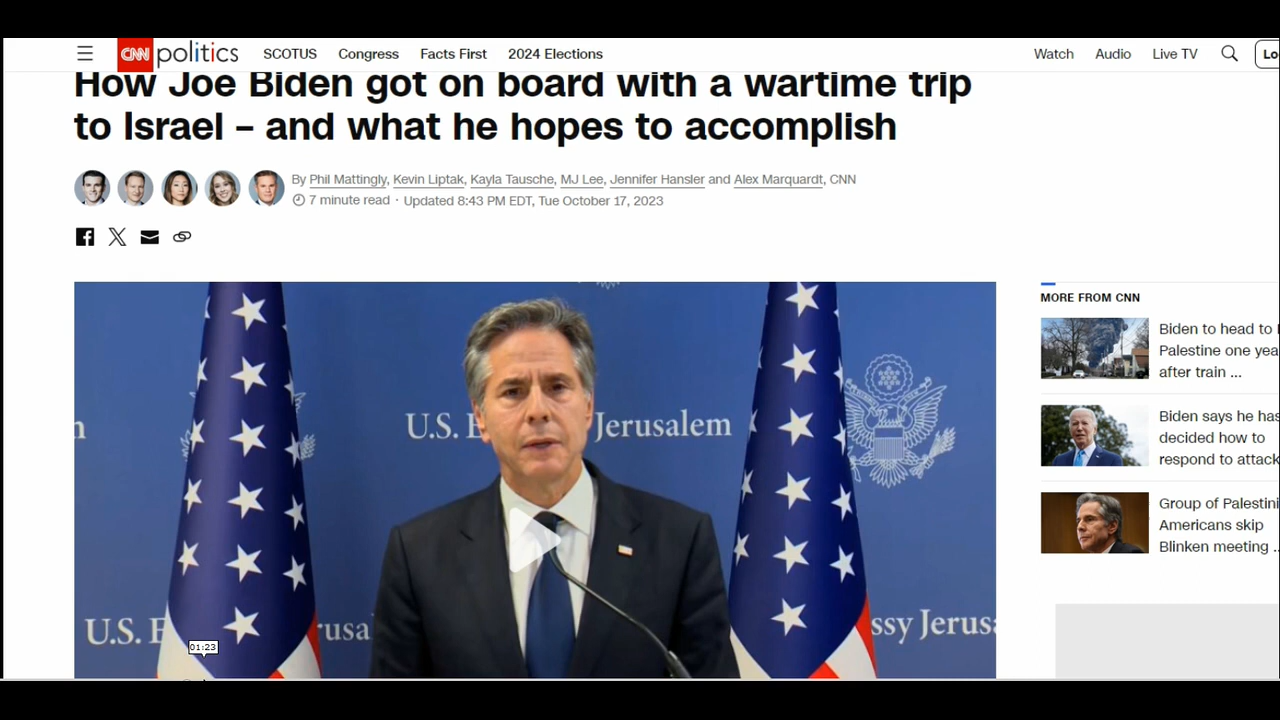 CNN politics SCOTUS Congress Facts First 2024 Elections Watch Audio Live TV Lo
How Joe Biden got on board with a wartime trip
to Israel – and what he hopes to accomplish
By Phil Mattingly, Kevin Liptak, Kayla Tausche, MJ Lee, Jennifer Hansler and Alex Marquardt, CNN
7 minute read · Updated 8:43 PM EDT, Tue October 17, 2023
MORE FROM CNN
Biden to head to
Palestine one yea
after train ...
Biden says he has
decided how to
respond to attack
Group of Palestini
Americans skip
Blinken meeting ...
m
U.S. E Jerusalem
U.S. E rusa ssy Jerusa
01:23